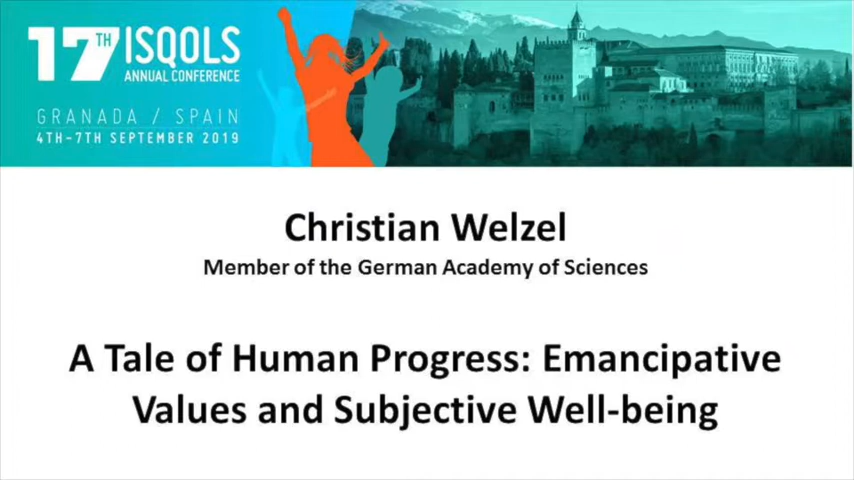 17TH ISQOLS
ANNUAL CONFERENCE
GRANADA / SPAIN
4TH-7TH SEPTEMBER 2019
Christian Welzel
Member of the German Academy of Sciences
A Tale of Human Progress: Emancipative
Values and Subjective Well-being